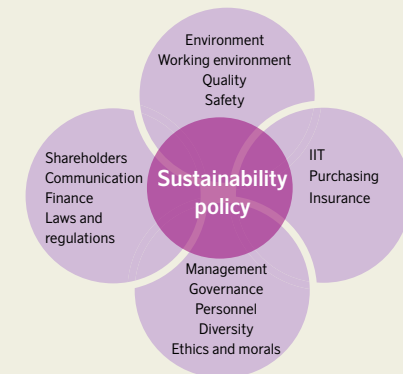 Environment
Working environment
Quality
Safety
Shareholders
Communication
Finance
Laws and
regulations
Sustainability
policy
IIT
Purchasing
Insurance
Management
Governance
Personnel
Diversity
Ethics and morals